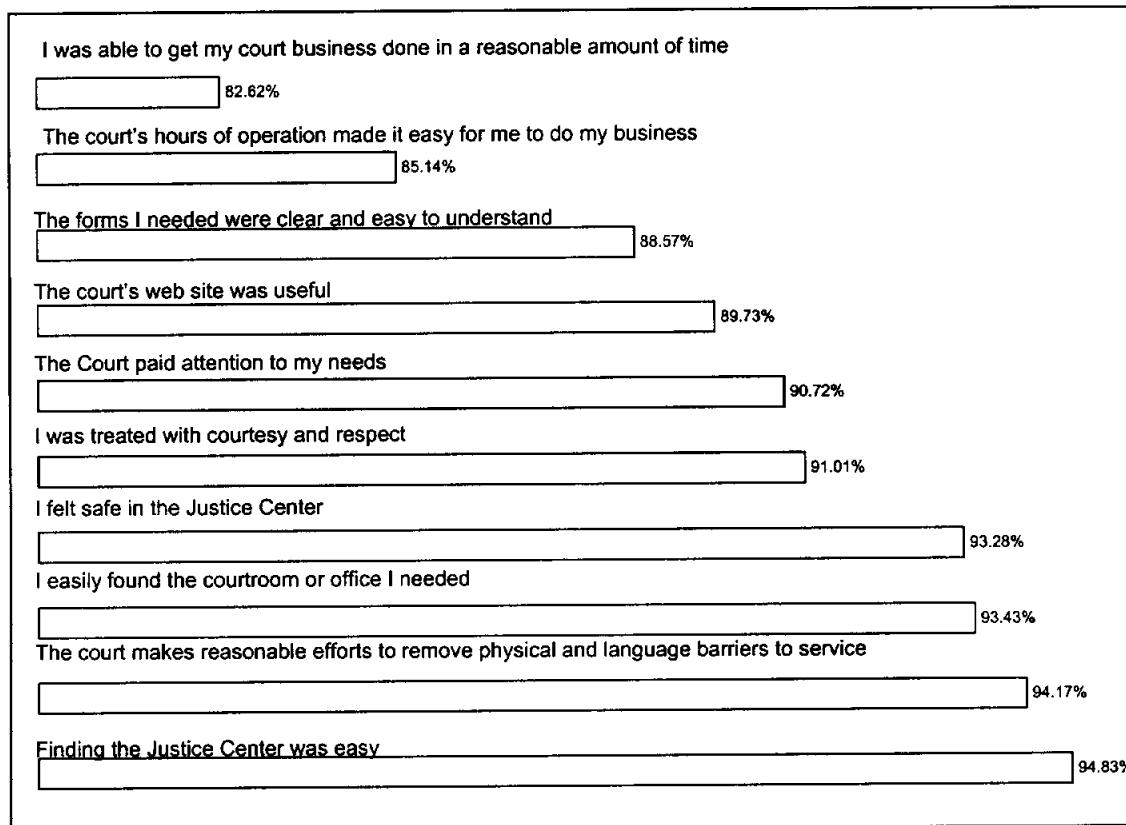 I was able to get my court business done in a reasonable amount of time
82.62%
The court's hours of operation made it easy for me to do my business
85.14%
The forms I needed were clear and easy to understand
88.57%
The court's web site was useful
89.73%
The Court paid attention to my needs
90.72%
I was treated with courtesy and respect
91.01%
I felt safe in the Justice Center
93.28%
I easily found the courtroom or office I needed
93.43%
The court makes reasonable efforts to remove physical and language barriers to service
94.17%
Finding the Justice Center was easy
94.83%